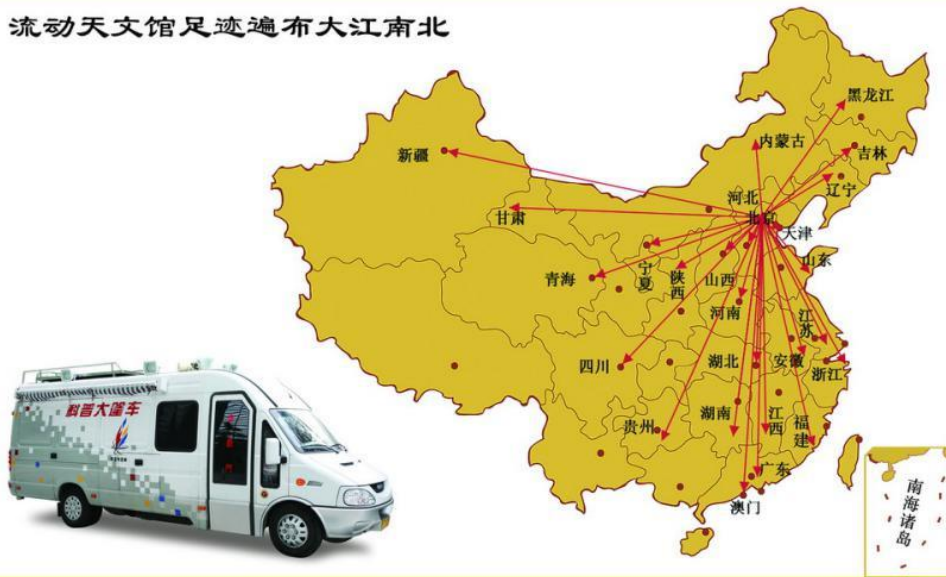 流动天文馆足迹遍布大江南北
黑龙江
内蒙古
吉林
新疆
辽宁
河北
北京
甘肃
天津
山东
宁夏
青海
陕西
山西
河南
江苏
四川
湖北
安徽
浙江
科普大篷车
湖南
江西
福建
贵州
广东
澳门
南海诸岛